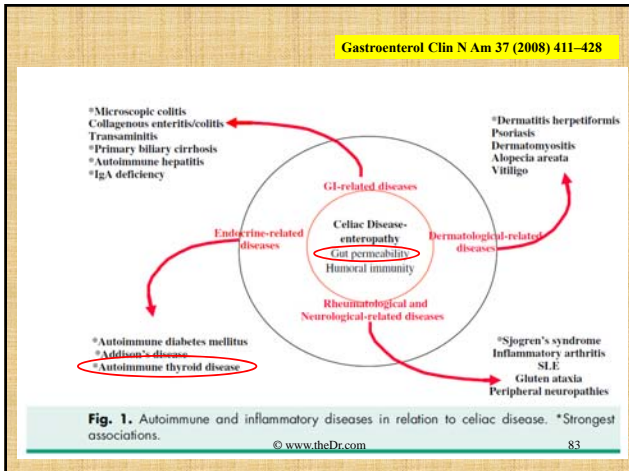 Gastroenterol Clin N Am 37 (2008) 411–428
*Microscopic colitis
Collagenous enteritis/colitis
Transaminitis
*Primary biliary cirrhosis
*Autoimmune hepatitis
*IgA deficiency
*Dermatitis herpetiformis
Psoriasis
Dermatomyositis
Alopecia areata
Vitiligo
GI-related diseases
Endocrine-related
diseases
Celiac Disease-
enteropathy
Gut permeability
Humoral immunity
Dermatological-related
diseases
Rheumatological and
Neurological-related diseases
*Autoimmune diabetes mellitus
*Addison's disease
*Autoimmune thyroid disease
*Sjogren's syndrome
Inflammatory arthritis
SLE
Gluten ataxia
Peripheral neuropathies
Fig. 1. Autoimmune and inflammatory diseases in relation to celiac disease. *Strongest
associations.
© www.theDr.com
83